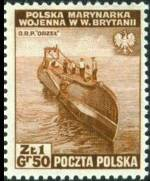 POLSKA MARYNARKA
WOJENNA W W. BRYTANII
O.R.P. "ORZEŁ"
ZŁ 1
GR 50 POCZTA POLSKA